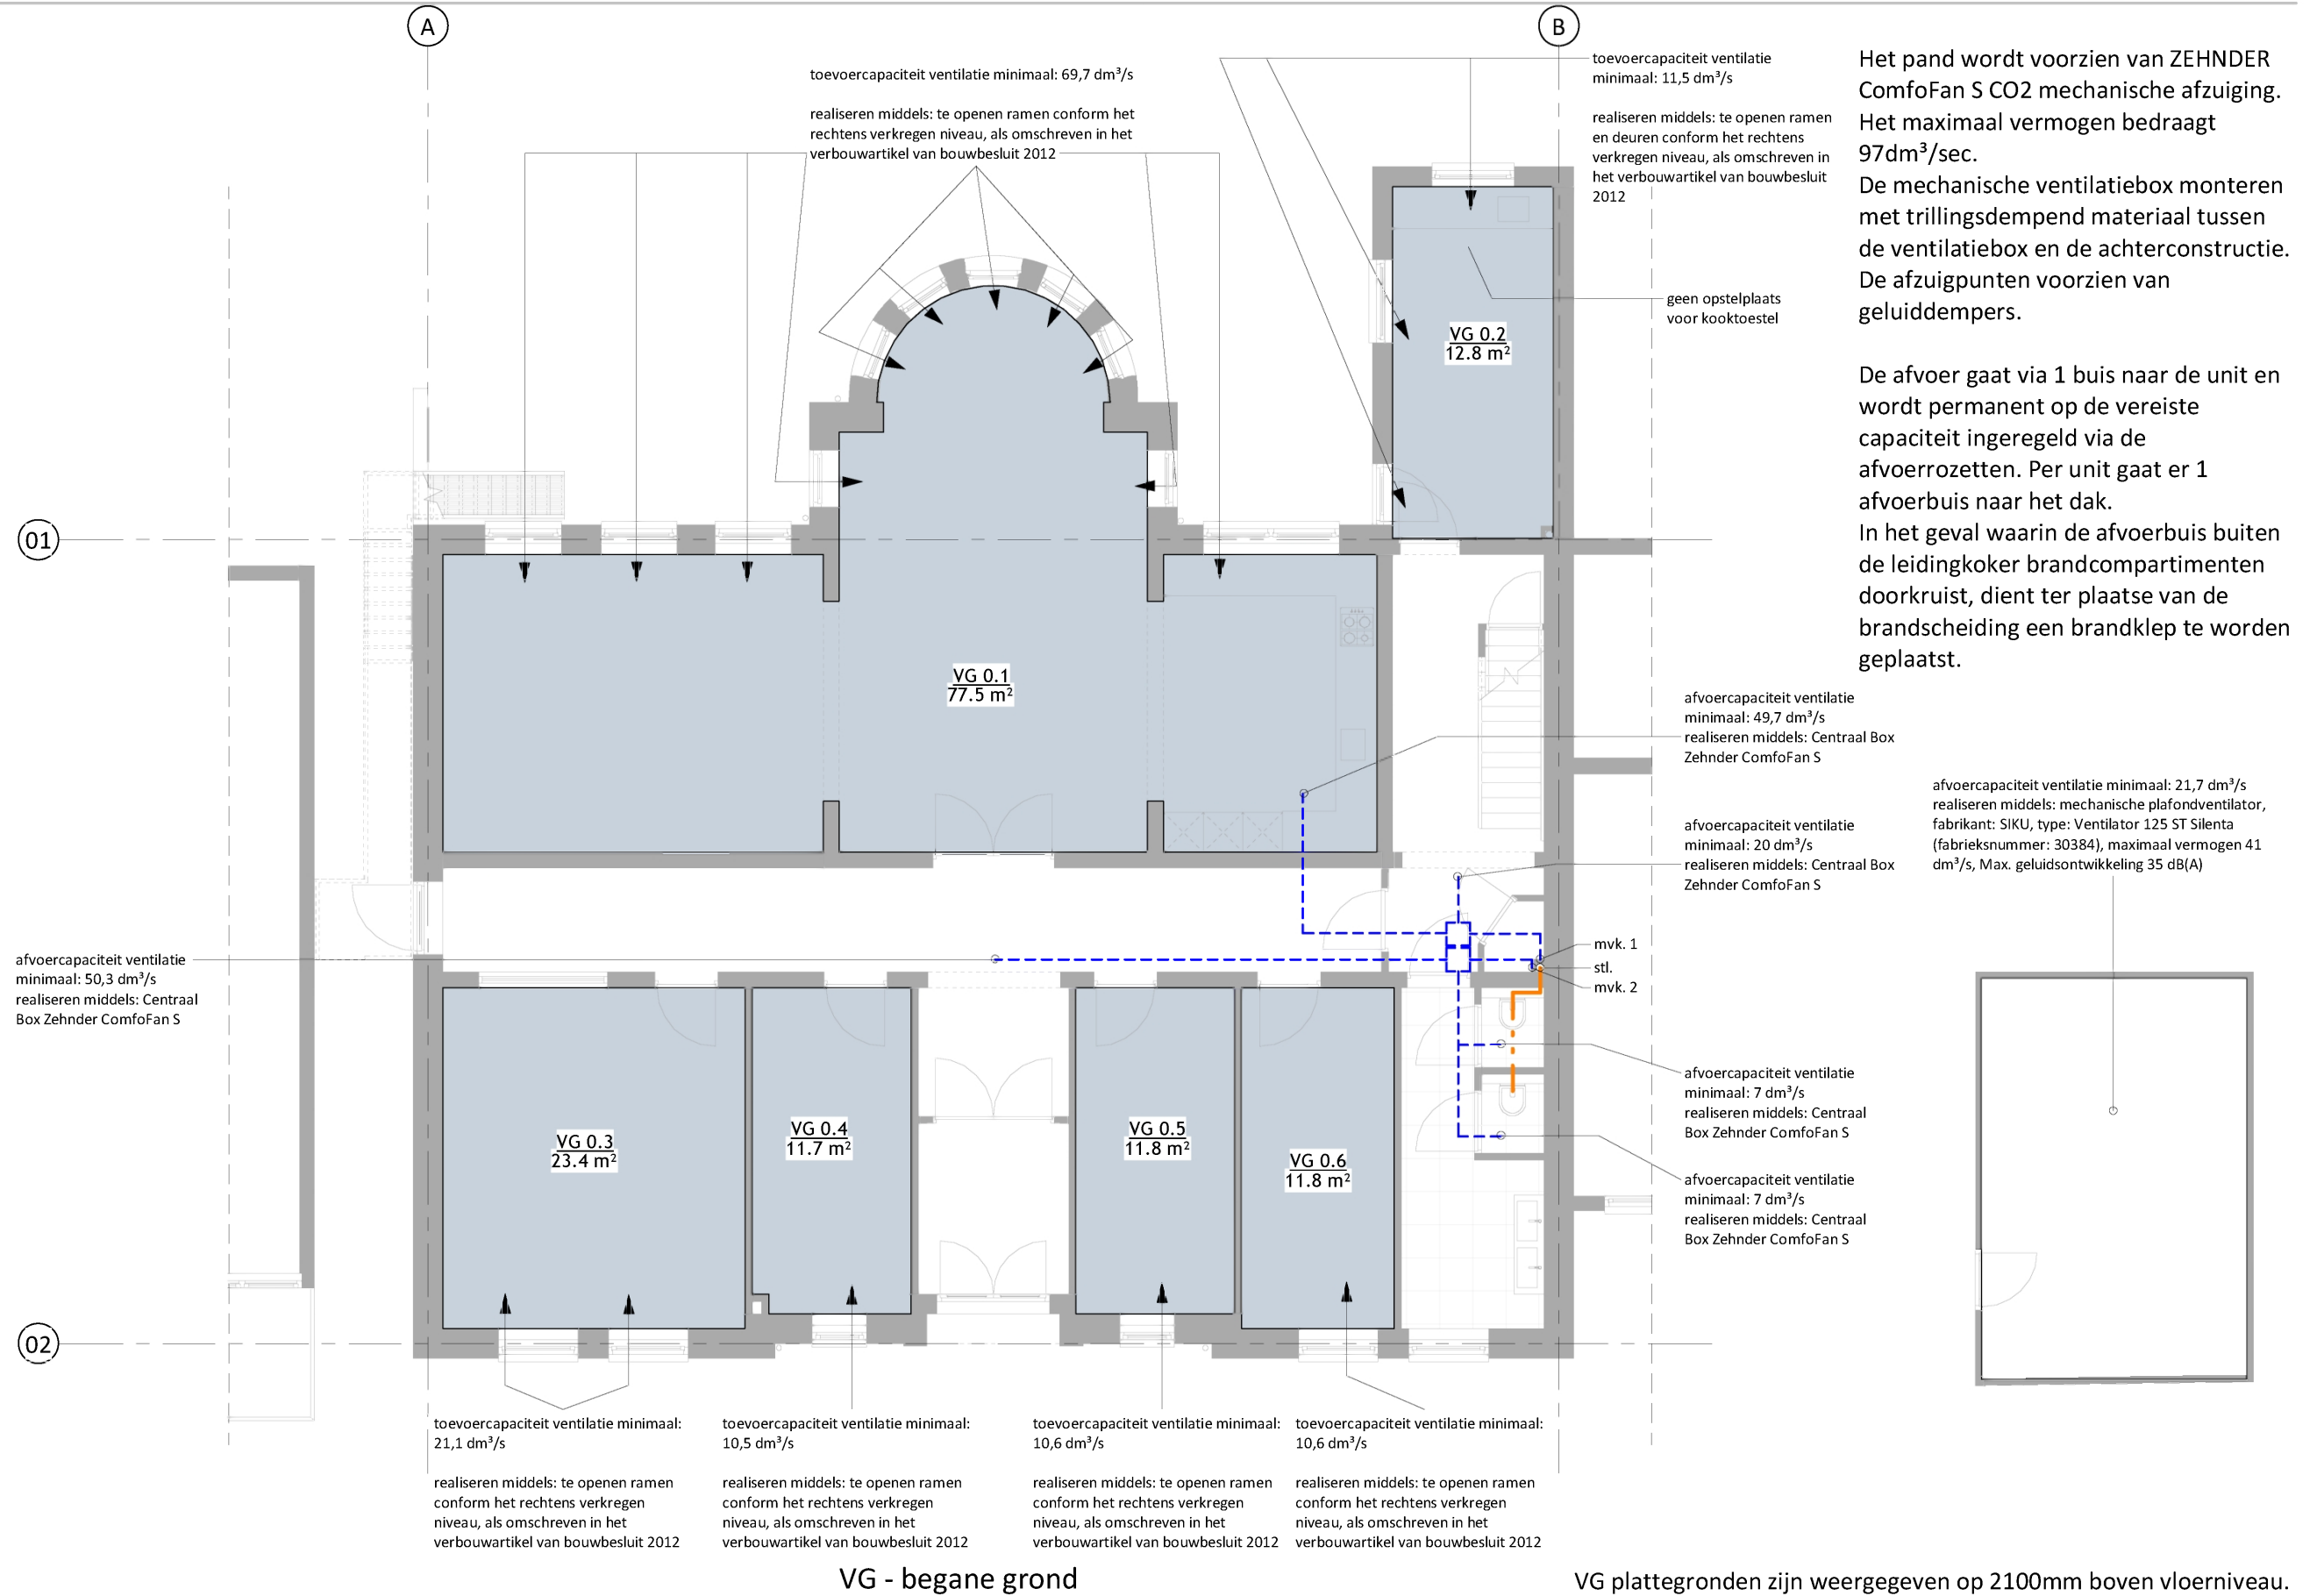 A
B
toevoercapaciteit ventilatie minimaal: 69,7 dm³/s
realiseren middels: te openen ramen conform het
rechtens verkregen niveau, als omschreven in het
verbouwartikel van bouwbesluit 2012
toevoercapaciteit ventilatie
minimaal: 11,5 dm³/s
realiseren middels: te openen ramen
en deuren conform het rechtens
verkregen niveau, als omschreven in
het verbouwartikel van bouwbesluit
2012
Het pand wordt voorzien van ZEHNDER
ComfoFan S CO2 mechanische afzuiging.
Het maximaal vermogen bedraagt
97dm³/sec.
De mechanische ventilatiebox monteren
met trillingsdempend materiaal tussen
de ventilatiebox en de achterconstructie.
De afzuigpunten voorzien van
geluiddempers.
De afvoer gaat via 1 buis naar de unit en
wordt permanent op de vereiste
capaciteit ingeregeld via de
afvoerrozetten. Per unit gaat er 1
afvoerbuis naar het dak.
In het geval waarin de afvoerbuis buiten
de leidingkoker brandcompartimenten
doorkruist, dient ter plaatse van de
brandscheiding een brandklep te worden
geplaatst.
geen opstelplaats
voor kooktoestel
VG 0.2
12.8 m²
01
VG 0.1
77.5 m²
afvoercapaciteit ventilatie
minimaal: 49,7 dm³/s
realiseren middels: Centraal Box
Zehnder ComfoFan S
afvoercapaciteit ventilatie
minimaal: 20 dm³/s
realiseren middels: Centraal Box
Zehnder ComfoFan S
afvoercapaciteit ventilatie minimaal: 21,7 dm³/s
realiseren middels: mechanische plafondventilator,
fabrikant: SIKU, type: Ventilator 125 ST Silenta
(fabrieksnummer: 30384), maximaal vermogen 41
dm³/s, Max. geluidsontwikkeling 35 dB(A)
afvoercapaciteit ventilatie
minimaal: 50,3 dm³/s
realiseren middels: Centraal
Box Zehnder ComfoFan S
mvk. 1
stl.
mvk. 2
afvoercapaciteit ventilatie
minimaal: 7 dm³/s
realiseren middels: Centraal
Box Zehnder ComfoFan S
afvoercapaciteit ventilatie
minimaal: 7 dm³/s
realiseren middels: Centraal
Box Zehnder ComfoFan S
VG 0.3
23.4 m²
VG 0.4
11.7 m²
VG 0.5
11.8 m²
VG 0.6
11.8 m²
02
toevoercapaciteit ventilatie minimaal:
21,1 dm³/s
realiseren middels: te openen ramen
conform het rechtens verkregen
niveau, als omschreven in het
verbouwartikel van bouwbesluit 2012
toevoercapaciteit ventilatie minimaal:
10,5 dm³/s
realiseren middels: te openen ramen
conform het rechtens verkregen
niveau, als omschreven in het
verbouwartikel van bouwbesluit 2012
toevoercapaciteit ventilatie minimaal:
10,6 dm³/s
realiseren middels: te openen ramen
conform het rechtens verkregen
niveau, als omschreven in het
verbouwartikel van bouwbesluit 2012
toevoercapaciteit ventilatie minimaal:
10,6 dm³/s
realiseren middels: te openen ramen
conform het rechtens verkregen
niveau, als omschreven in het
verbouwartikel van bouwbesluit 2012
VG - begane grond
VG plattegronden zijn weergegeven op 2100mm boven vloerniveau.